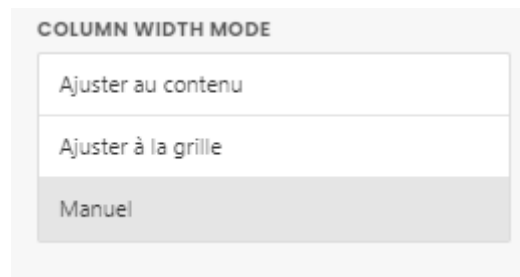 COLUMN WIDTH MODE
Ajuster au contenu
Ajuster à la grille
Manuel